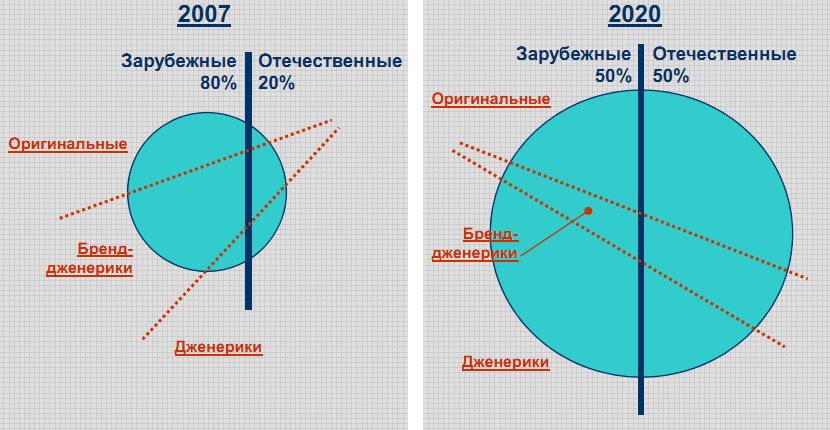 2007
Зарубежные
80%
Отечественные
20%
Оригинальные
Бренд-
дженерики
Дженерики
2020
Зарубежные
50%
Отечественные
50%
Оригинальные
Бренд-
дженерики
Дженерики